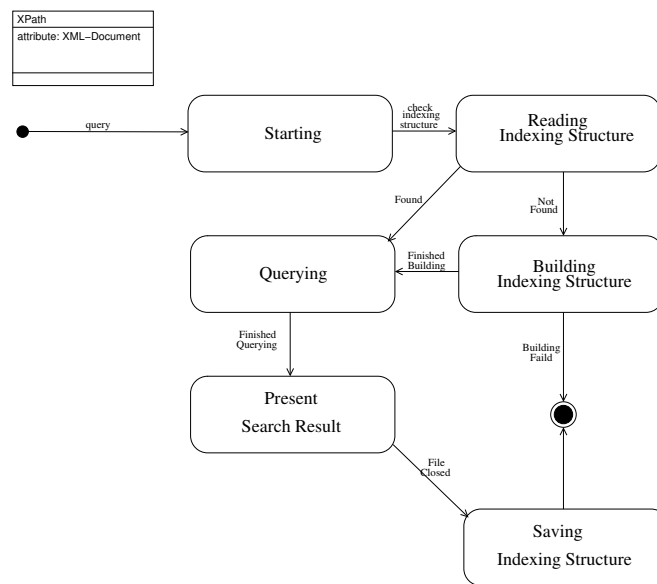 XPath
attribute: XML-Document
query
Starting
check
indexing
structure
Reading
Indexing Structure
Found
Not
Found
Querying
Finished
Building
Building
Indexing Structure
Finished
Querying
Building
Faild
Present
Search Result
File
Closed
Saving
Indexing Structure